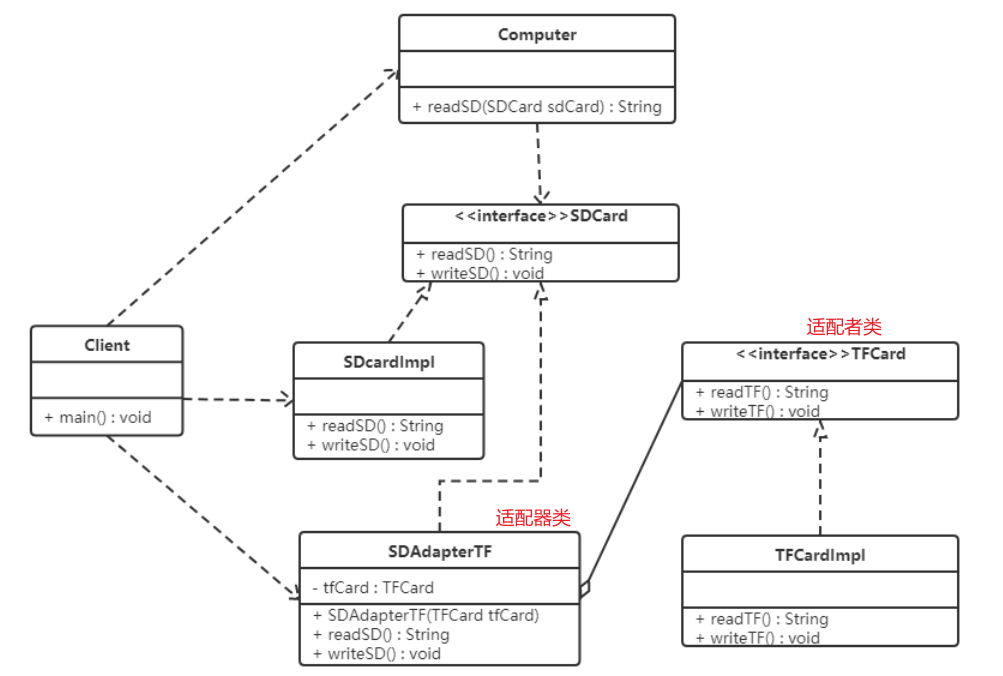 Computer
+ readSD(SDCard sdCard) : String
<<interface>>SDCard
+ readSD() : String
+ writeSD() : void
Client
+ main() : void
SDcardImpl
+ readSD() : String
+ writeSD() : void
适配者类
<<interface>>TFCard
+ readTF() : String
+ writeTF() : void
适配器类
SDAdapterTF
- tfCard : TFCard
+ SDAdapterTF(TFCard tfCard)
+ readSD() : String
+ writeSD() : void
TFCardImpl
+ readTF() : String
+ writeTF() : void